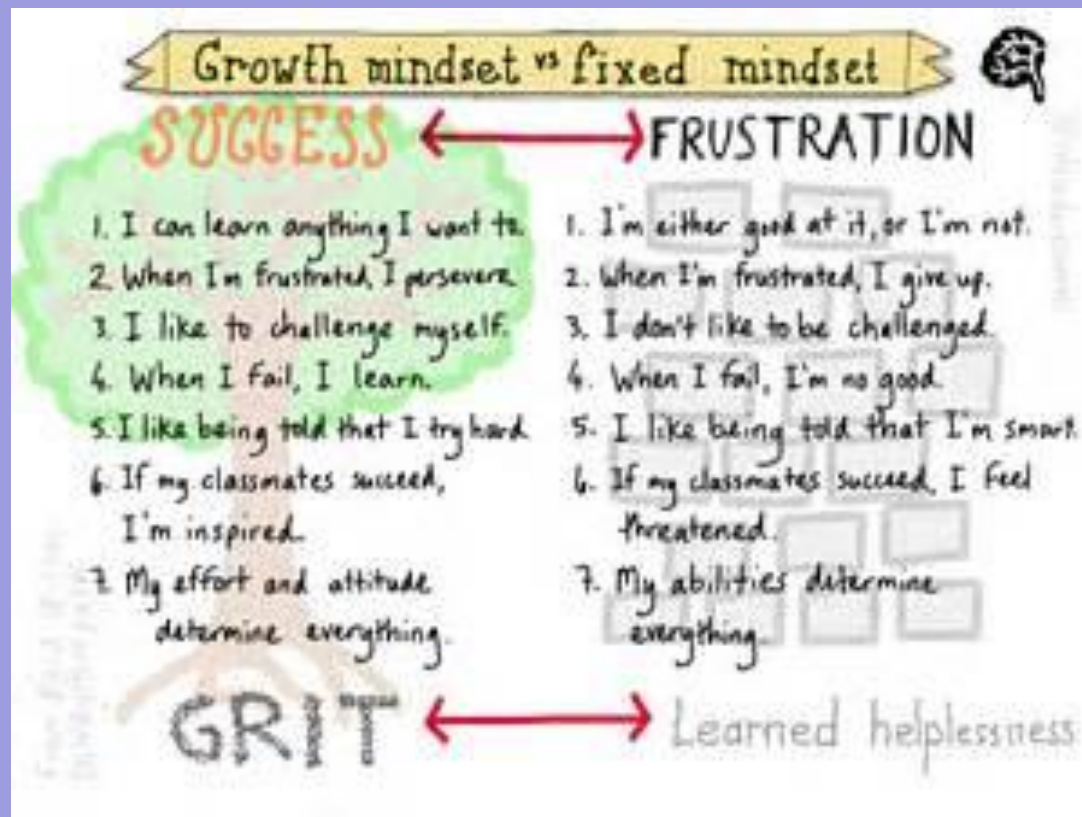 Growth mindset vs fixed mindset
SUCCESS
FRUSTRATION
1. I can learn anything I want to.
2. When I'm frustrated, I persevere.
3. I like to challenge myself.
4. When I fail, I learn.
5. I like being told that I try hard
6. If my classmates succeed,
I'm inspired.
7. My effort and attitude
determine everything.
1. I'm either good at it, or I'm not.
2. When I'm frustrated, I give up.
3. I don't like to be challenged.
4. When I fail, I'm no good.
5. I like being told that I'm smart.
6. If my classmates succeed, I feel
threatened.
7. My abilities determine
everything.
GRIT
Learned helplessness